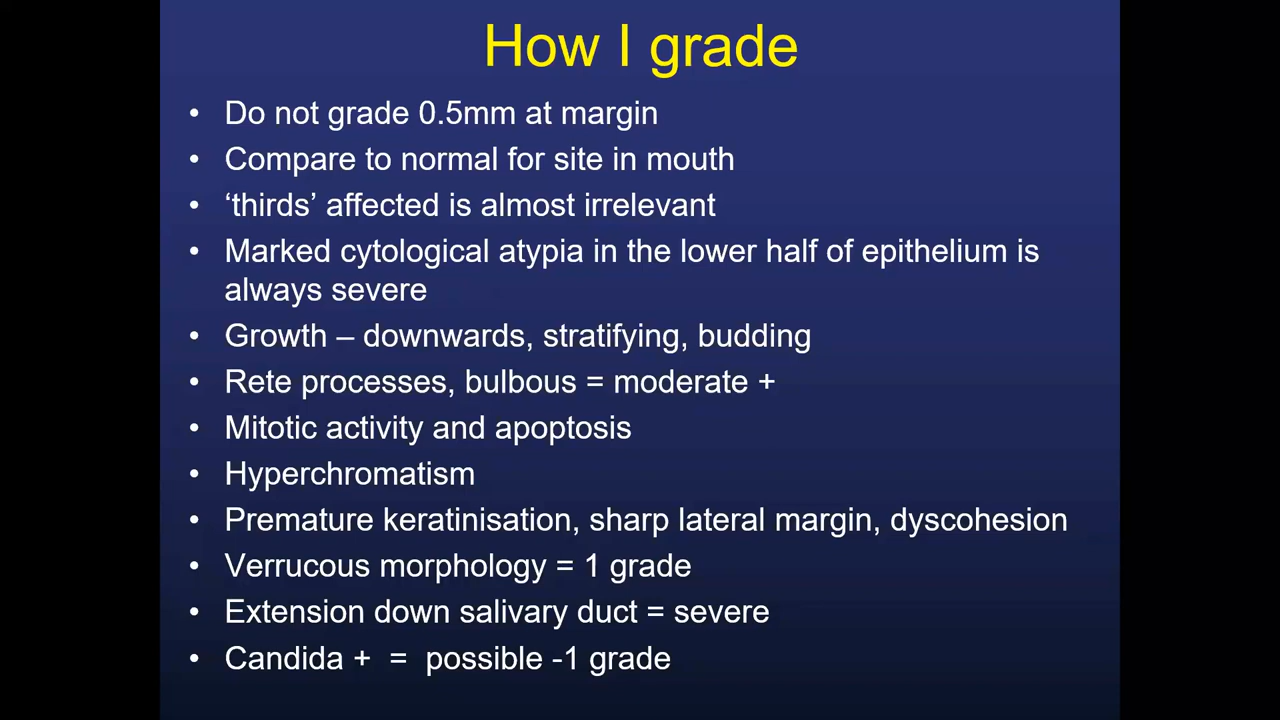 How I grade
• Do not grade 0.5mm at margin
• Compare to normal for site in mouth
• ‘thirds’ affected is almost irrelevant
• Marked cytological atypia in the lower half of epithelium is
always severe
• Growth – downwards, stratifying, budding
• Rete processes, bulbous = moderate +
• Mitotic activity and apoptosis
• Hyperchromatism
• Premature keratinisation, sharp lateral margin, dyscohesion
• Verrucous morphology = 1 grade
• Extension down salivary duct = severe
• Candida + = possible -1 grade